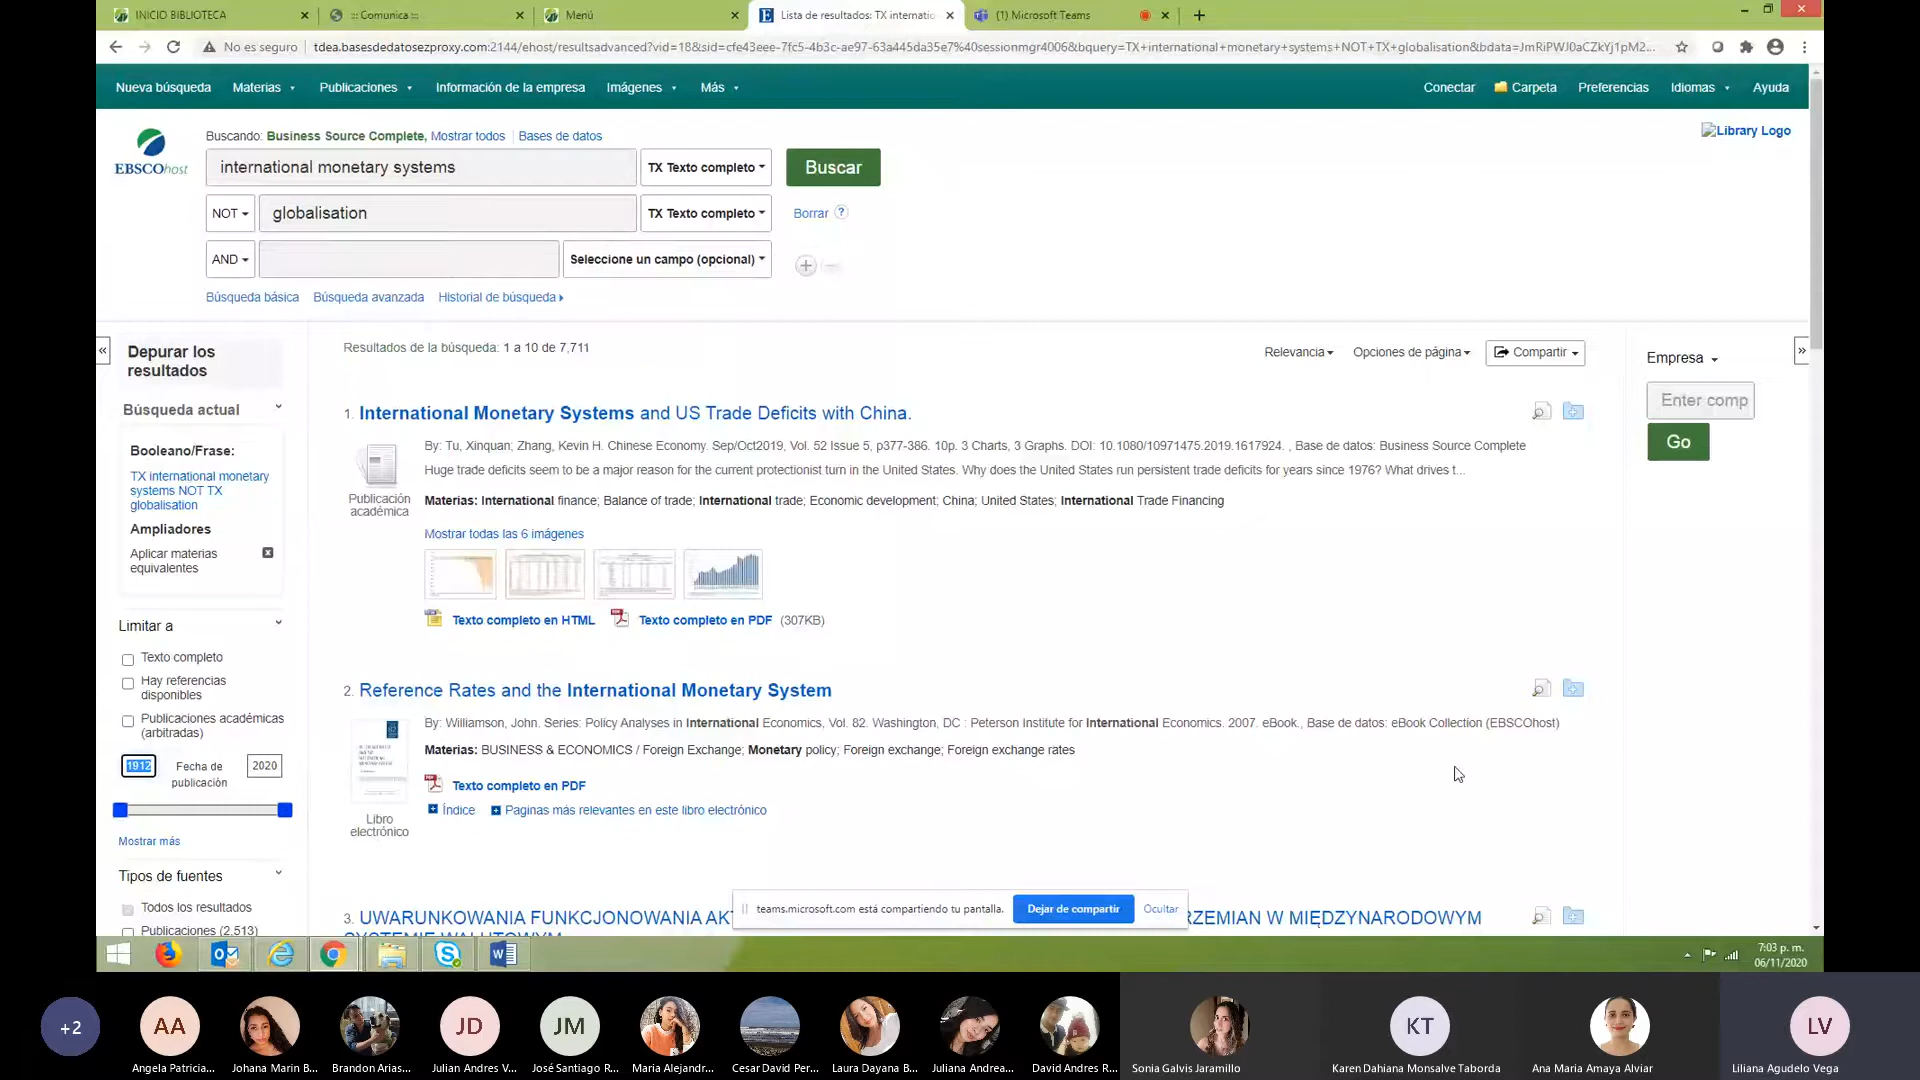 INICIO BIBLIOTECA
::: Comunica :::
Menú
Lista de resultados: TX internatio
(1) Microsoft Teams
No es seguro
tdea.basesdedatosezproxy.com:2144/ehost/resultsadvanced?vid=18&sid=cfe43eee-7fc5-4b3c-ae97-63a445da35e7%40sessionmgr4006&bquery=TX+international+monetary+systems+NOT+TX+globalisation&bdata=JmRiPWJ0aCZkYj1pM2...
Nueva búsqueda
Materias
Publicaciones
Información de la empresa
Imágenes
Más
Conectar
Carpeta
Preferencias
Idiomas
Ayuda
EBSCOhost
Buscando: Business Source Complete, Mostrar todos | Bases de datos
Library Logo
international monetary systems
TX Texto completo
Buscar
NOT
globalisation
TX Texto completo
Borrar ?
AND
Seleccione un campo (opcional)
Búsqueda básica
Búsqueda avanzada
Historial de búsqueda
«
Depurar los
resultados
Búsqueda actual
Booleano/Frase:
TX international monetary
systems NOT TX
globalisation
Ampliadores
Aplicar materias
equivalentes
Limitar a
Texto completo
Hay referencias
disponibles
Publicaciones académicas
(arbitradas)
1912
Fecha de
publicación
2020
Mostrar más
Tipos de fuentes
Todos los resultados
Publicaciones (2,513)
Resultados de la búsqueda: 1 a 10 de 7,711
Relevancia
Opciones de página
Compartir
1. International Monetary Systems and US Trade Deficits with China.
Publicación
académica
By: Tu, Xinquan; Zhang, Kevin H. Chinese Economy. Sep/Oct2019, Vol. 52 Issue 5, p377-386. 10p. 3 Charts, 3 Graphs. DOI: 10.1080/10971475.2019.1617924. , Base de datos: Business Source Complete
Huge trade deficits seem to be a major reason for the current protectionist turn in the United States. Why does the United States run persistent trade deficits for years since 1976? What drives t...
Materias: International finance; Balance of trade; International trade; Economic development; China; United States; International Trade Financing
Mostrar todas las 6 imágenes
Texto completo en HTML
Texto completo en PDF (307KB)
2. Reference Rates and the International Monetary System
Libro
electrónico
By: Williamson, John. Series: Policy Analyses in International Economics, Vol. 82. Washington, DC : Peterson Institute for International Economics. 2007. eBook., Base de datos: eBook Collection (EBSCOhost)
Materias: BUSINESS & ECONOMICS / Foreign Exchange; Monetary policy; Foreign exchange; Foreign exchange rates
Texto completo en PDF
Índice
Paginas más relevantes en este libro electrónico
3. UWARUNKOWANIA FUNKCJONOWANIA AK
RZEMIAN W MIĘDZYNARODOWYM
»
Empresa
Enter comp
Go
teams.microsoft.com está compartiendo tu pantalla.
Dejar de compartir
Ocultar
7:03 p. m.
06/11/2020
+2
AA
JD
JM
KT
LV
Angela Patricia...
Johana Marin B...
Brandon Arias...
Julian Andres V...
José Santiago R...
Maria Alejandr...
Cesar David Per...
Laura Dayana B...
Juliana Andrea...
David Andres R...
Sonia Galvis Jaramillo
Karen Dahiana Monsalve Taborda
Ana Maria Amaya Alviar
Liliana Agudelo Vega